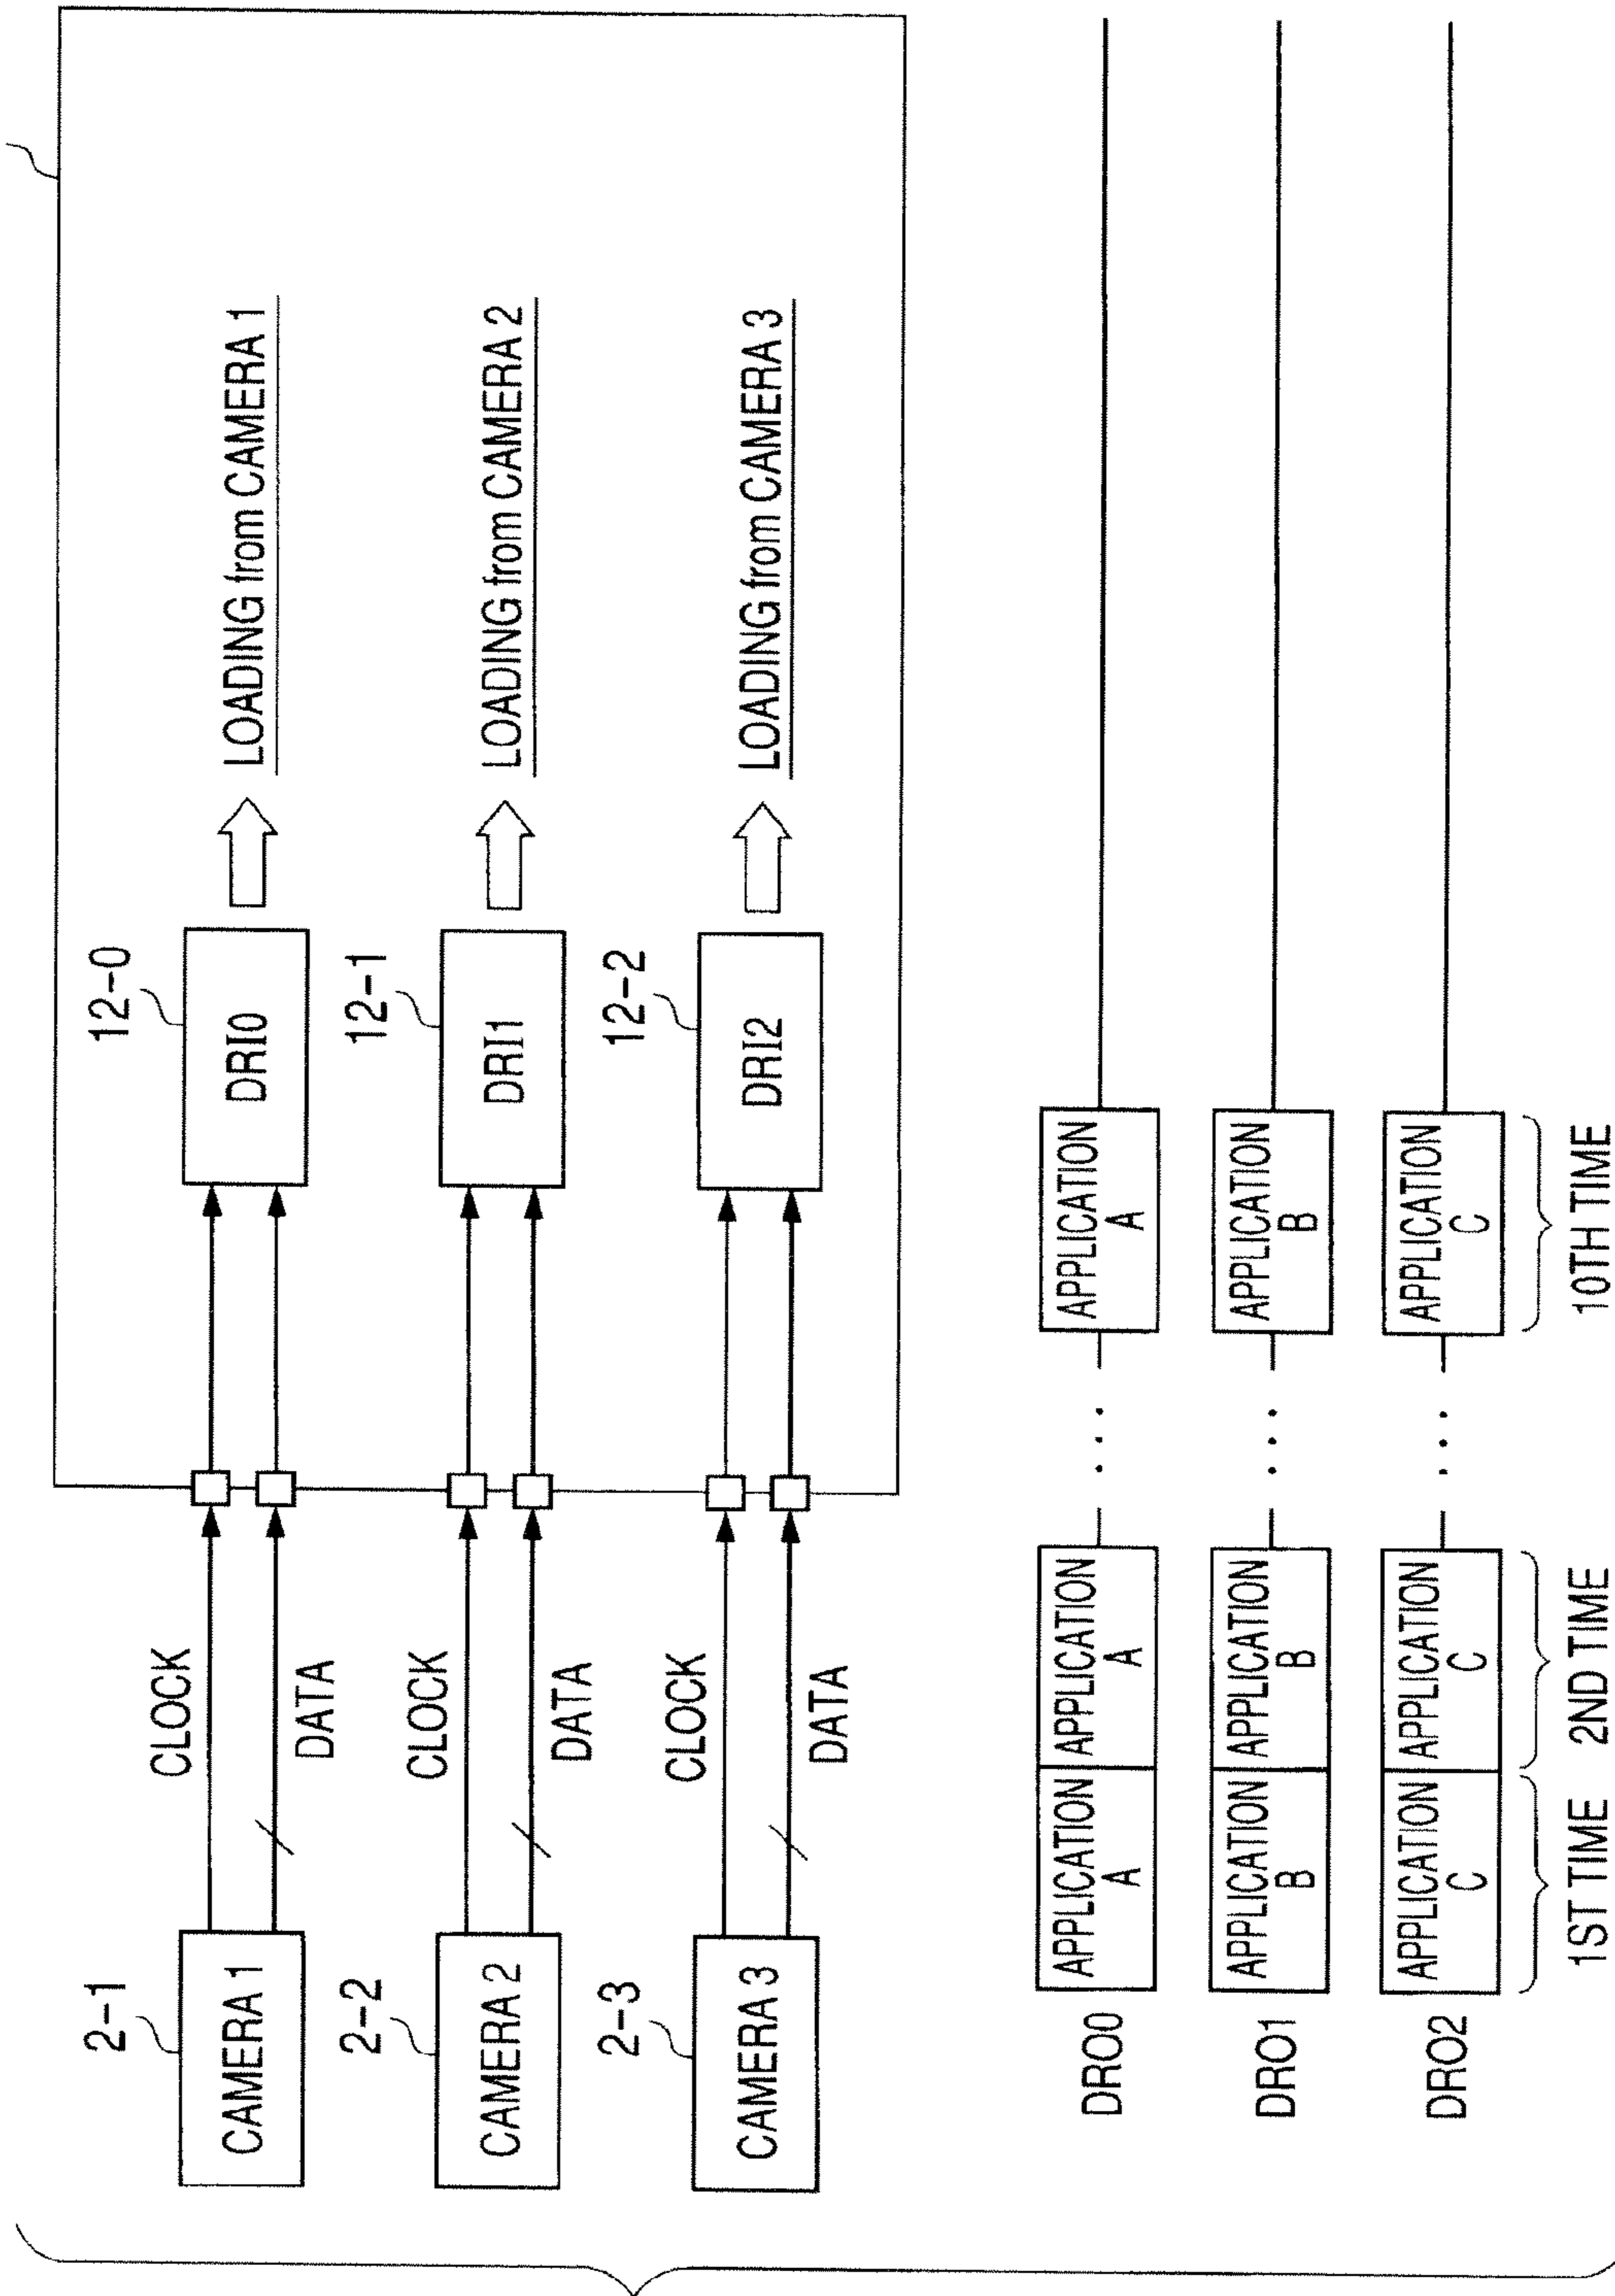 12-0
2-1
CAMERA 1
CLOCK
DATA
DRI0
LOADING from CAMERA 1
12-1
2-2
CAMERA 2
CLOCK
DATA
DRI1
LOADING from CAMERA 2
12-2
2-3
CAMERA 3
CLOCK
DATA
DRI2
LOADING from CAMERA 3
DRO0
APPLICATION
A
APPLICATION
A
...
APPLICATION
A
DRO1
APPLICATION
B
APPLICATION
B
...
APPLICATION
B
DRO2
APPLICATION
C
APPLICATION
C
...
APPLICATION
C
1ST TIME
2ND TIME
10TH TIME